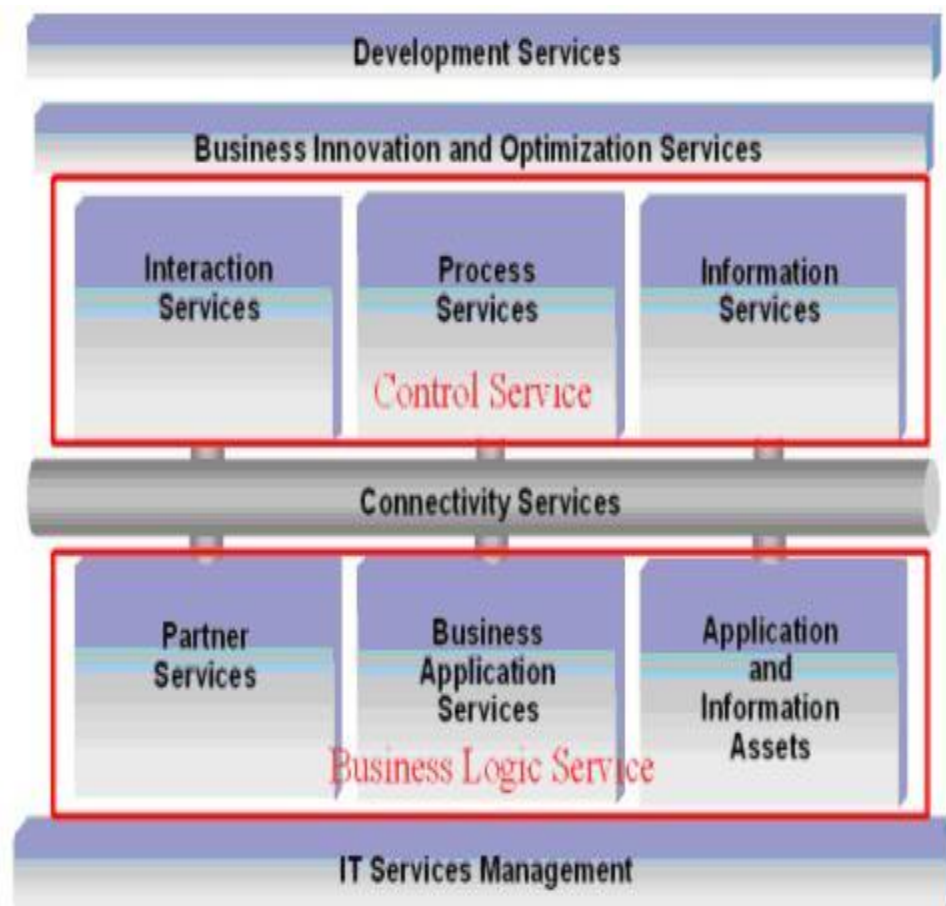 Development Services
Business Innovation and Optimization Services
Interaction
Services
Process
Services
Information
Services
Control Service
Connectivity Services
Partner
Services
Business
Application
Services
Application
and
Information
Assets
Business Logic Service
IT Services Management